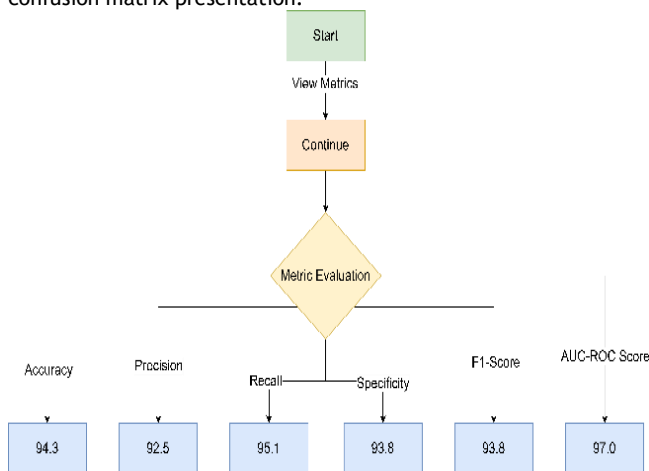 confusion matrix presentation.
Start
View Metrics
Continue
Metric Evaluation
Accuracy
Precision
Recall
Specificity
F1-Score
AUC-ROC Score
94.3
92.5
95.1
93.8
93.8
97.0